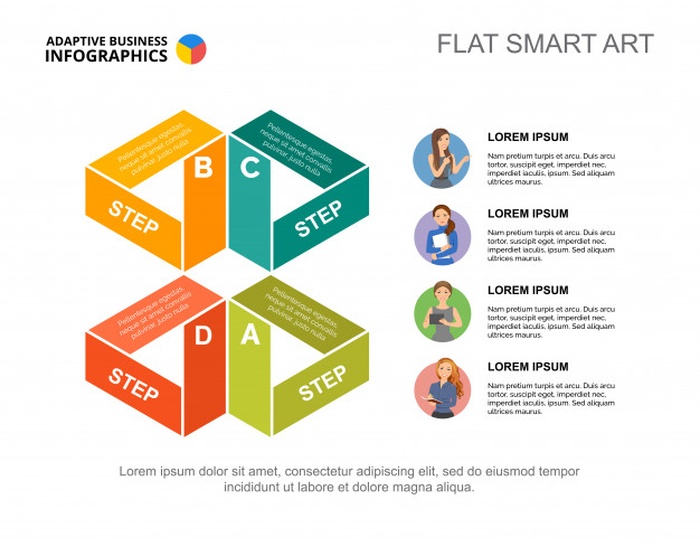 ADAPTIVE BUSINESS
INFOGRAPHICS
FLAT SMART ART
Pellentesque egestas,
neque sit amet convallis
pulvinar, justo nulla
B
STEP
Pellentesque egestas,
neque sit amet convallis
pulvinar, justo nulla
C
STEP
Pellentesque egestas,
neque sit amet convallis
pulvinar, justo nulla
D
STEP
Pellentesque egestas,
neque sit amet convallis
pulvinar, justo nulla
A
STEP
LOREM IPSUM
Nam pretium turpis et arcu. Duis arcu
tortor, suscipit eget, imperdiet nec,
imperdiet iaculis, ipsum. Sed aliquam
ultrices mauris.
LOREM IPSUM
Nam pretium turpis et arcu. Duis arcu
tortor, suscipit eget, imperdiet nec,
imperdiet iaculis, ipsum. Sed aliquam
ultrices mauris.
LOREM IPSUM
Nam pretium turpis et arcu. Duis arcu
tortor, suscipit eget, imperdiet nec,
imperdiet iaculis, ipsum. Sed aliquam
ultrices mauris.
LOREM IPSUM
Nam pretium turpis et arcu. Duis arcu
tortor, suscipit eget, imperdiet nec,
imperdiet iaculis, ipsum. Sed aliquam
ultrices mauris.
Lorem ipsum dolor sit amet, consectetur adipiscing elit, sed do eiusmod tempor
incididunt ut labore et dolore magna aliqua.